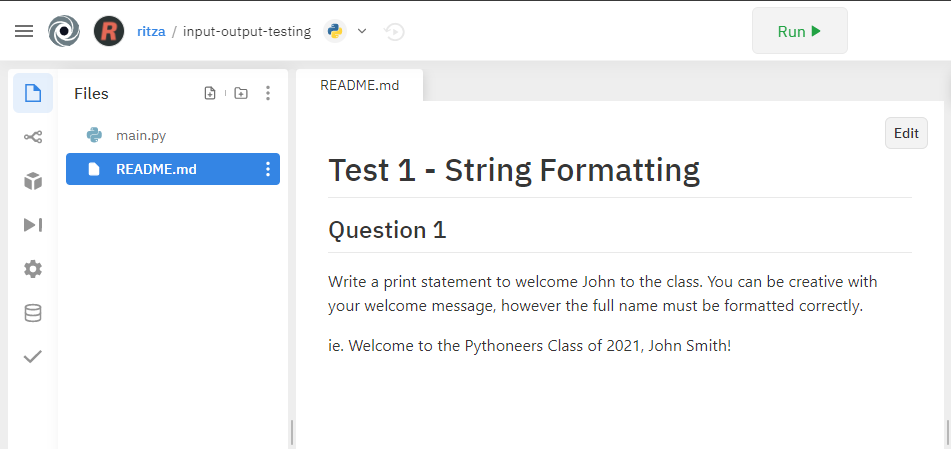 ritza / input-output-testing
Run
Files
main.py
README.md
README.md
Edit
Test 1 - String Formatting
Question 1
Write a print statement to welcome John to the class. You can be creative with
your welcome message, however the full name must be formatted correctly.
ie. Welcome to the Pythoneers Class of 2021, John Smith!